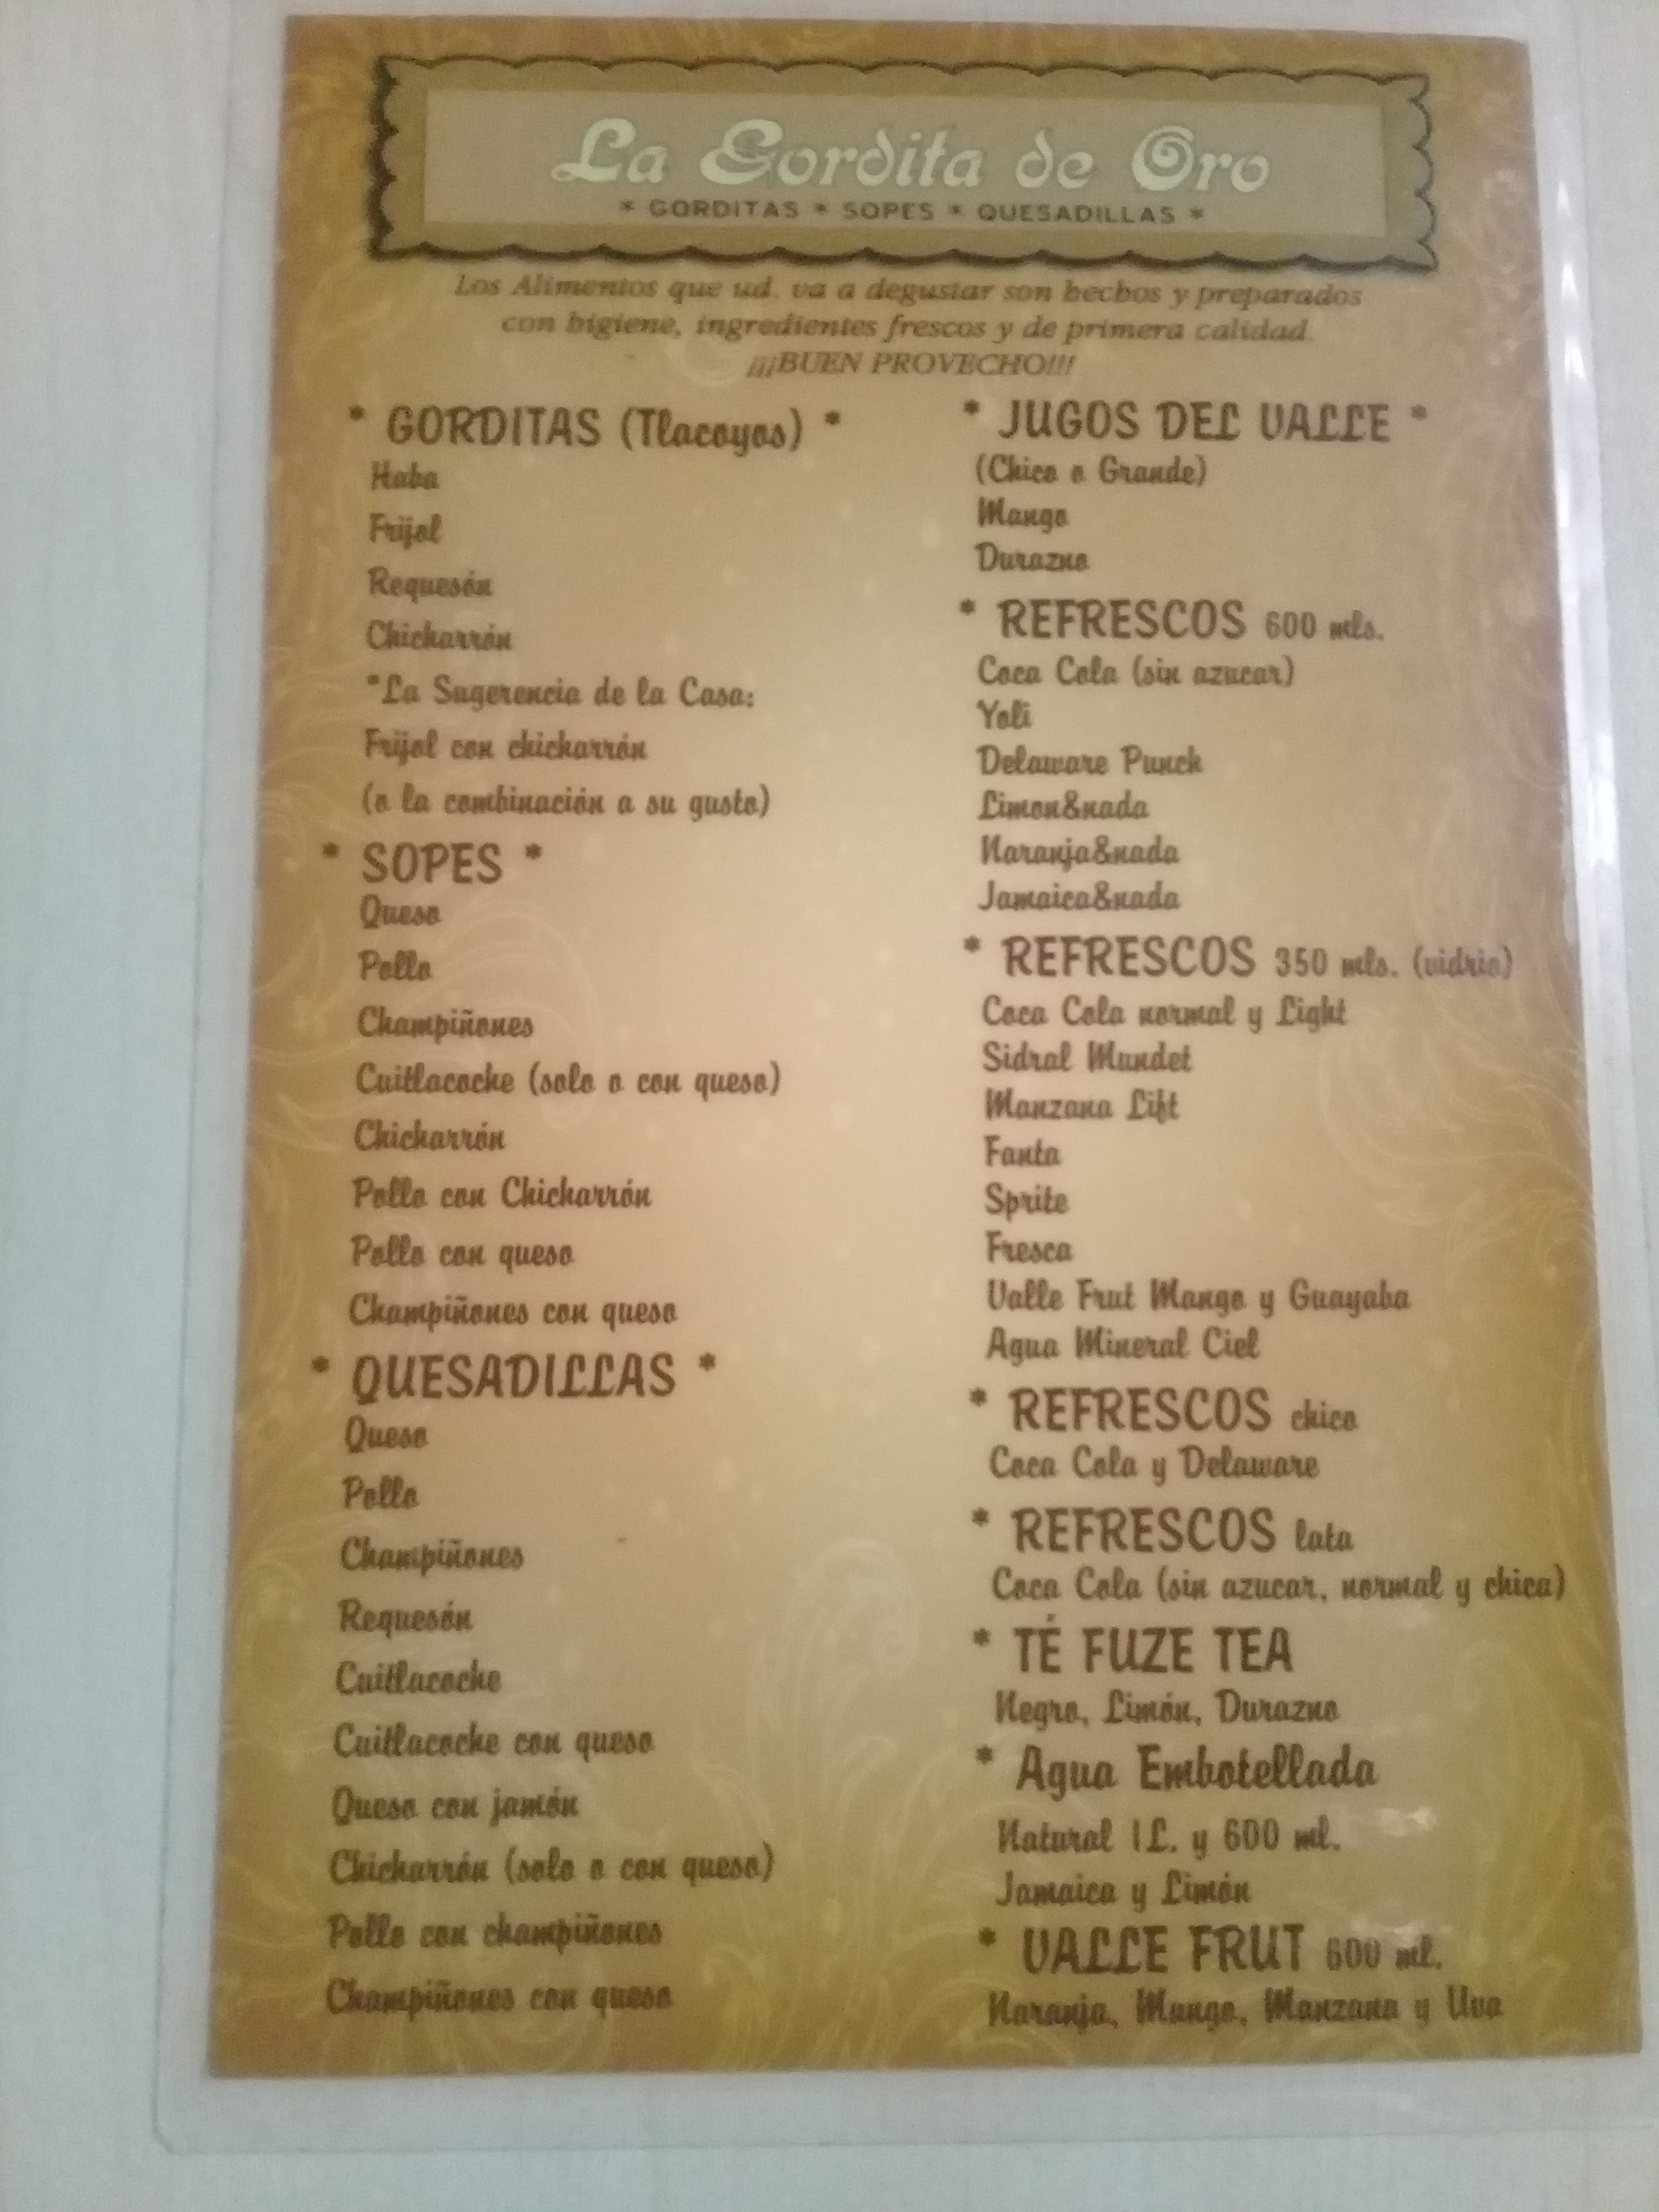 La Gordita de Oro
* GORDITAS * SOPES * QUESADILLAS *
Los Alimentos que ud. va a degustar son hechos y preparados
con higiene, ingredientes frescos y de primera calidad.
¡¡¡BUEN PROVECHO!!!
* GORDITAS (Tlacoyos) *
Haba
Frijol
Requesón
Chicharrón
*La Sugerencia de la Casa:
Frijol con chicharrón
(o la combinación a su gusto)
* SOPES *
Queso
Pollo
Champiñones
Cuitlacoche (solo o con queso)
Chicharrón
Pollo con Chicharrón
Pollo con queso
Champiñones con queso
* QUESADILLAS *
Queso
Pollo
Champiñones
Requesón
Cuitlacoche
Cuitlacoche con queso
Queso con jamón
Chicharrón (solo o con queso)
Pollo con champiñones
Champiñones con queso
* JUGOS DEL VALLE *
(Chico o Grande)
Mango
Durazno
* REFRESCOS 600 mls.
Coca Cola (sin azucar)
Yoli
Delaware Punch
Limon&nada
Naranja&nada
Jamaica&nada
* REFRESCOS 350 mls. (vidrio)
Coca Cola normal y Light
Sidral Mundet
Manzana Lift
Fanta
Sprite
Fresca
Valle Frut Mango y Guayaba
Agua Mineral Ciel
* REFRESCOS chico
Coca Cola y Delaware
* REFRESCOS lata
Coca Cola (sin azucar, normal y chica)
* TÉ FUZE TEA
Negro, Limón, Durazno
* Agua Embotellada
Natural 1L. y 600 ml.
Jamaica y Limón
* VALLE FRUT 600 ml.
Naranja, Mango, Manzana y Uva